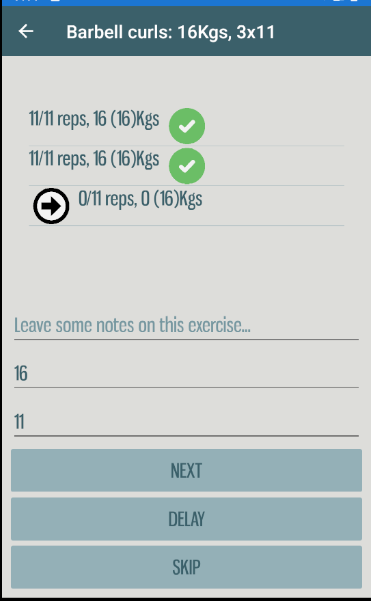 Barbell curls: 16Kgs, 3x11
11/11 reps, 16 (16)Kgs
11/11 reps, 16 (16)Kgs
0/11 reps, 0 (16)Kgs
Leave some notes on this exercise...
16
11
NEXT
DELAY
SKIP